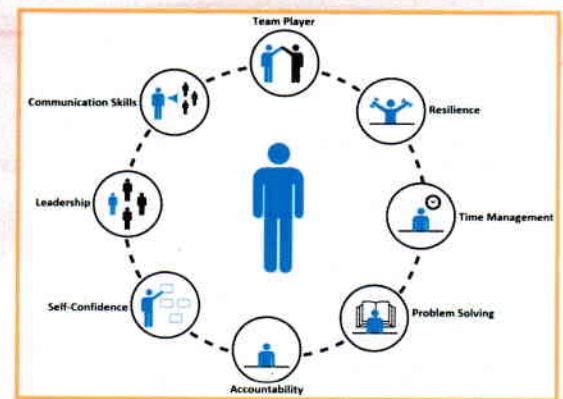 Team Player
Communication Skills
Resilience
Leadership
Time Management
Self-Confidence
Problem Solving
Accountability